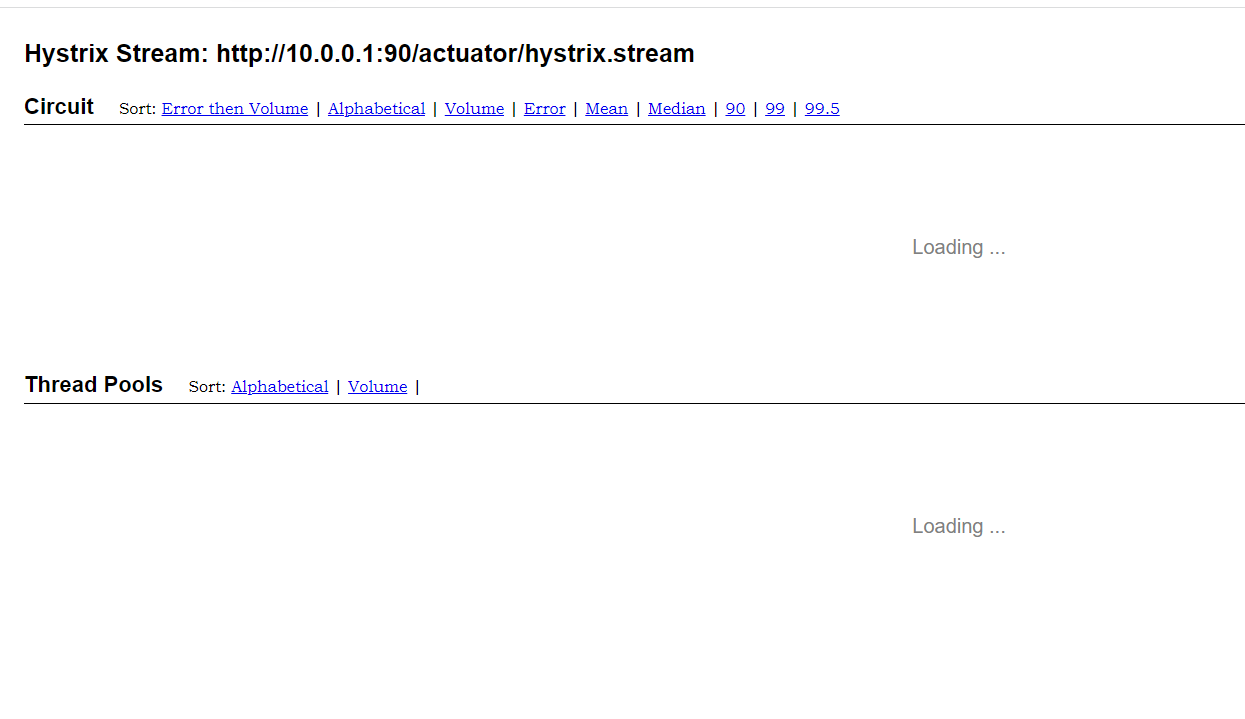 Hystrix Stream: http://10.0.0.1:90/actuator/hystrix.stream
Circuit Sort: Error then Volume | Alphabetical | Volume | Error | Mean | Median | 90 | 99 | 99.5
Loading ...
Thread Pools Sort: Alphabetical | Volume |
Loading ...